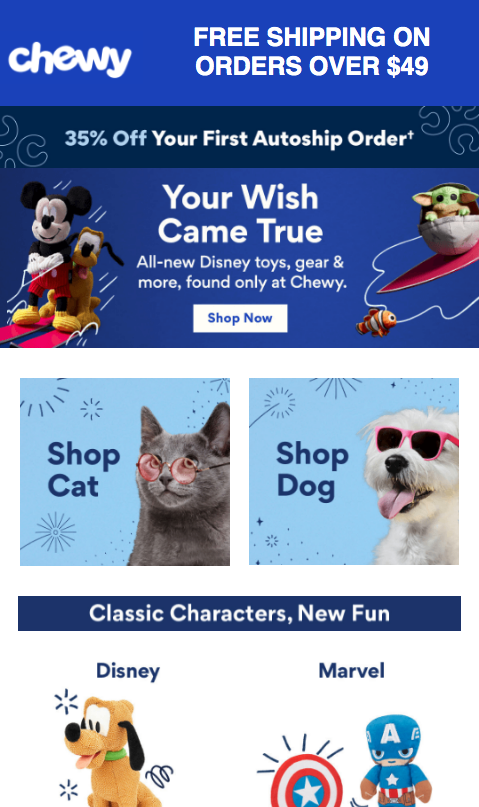 chewy
FREE SHIPPING ON
ORDERS OVER $49
35% Off Your First Autoship Order†
Your Wish
Came True
All-new Disney toys, gear &
more, found only at Chewy.
Shop Now
Shop
Cat
Shop
Dog
Classic Characters, New Fun
Disney
Marvel
A